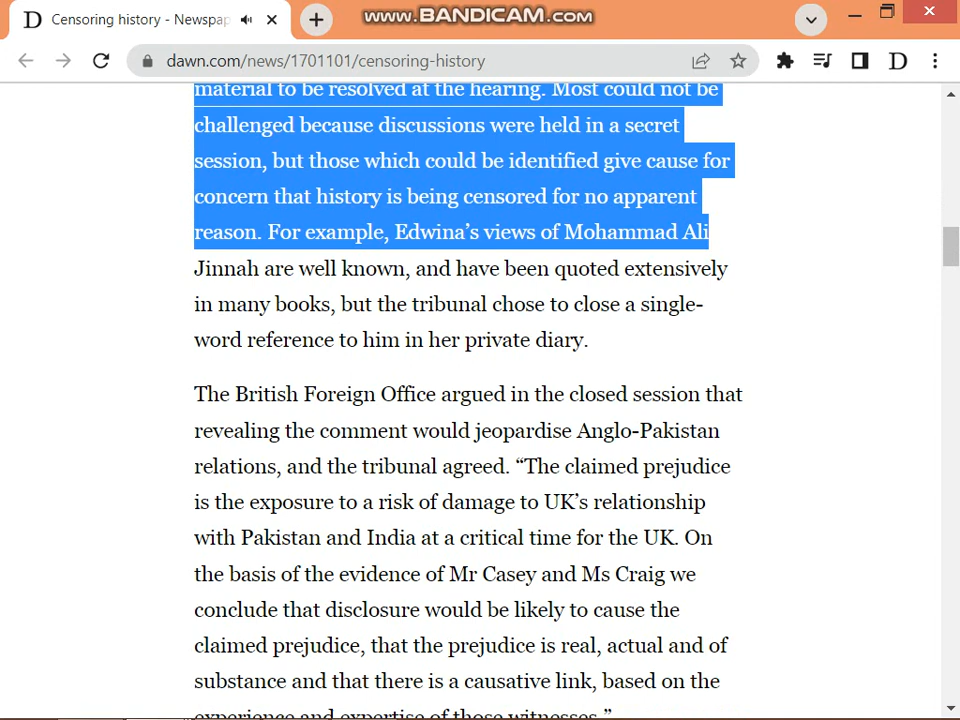 Censoring history - Newspap
www.BANDICAM.com
D
dawn.com/news/1701101/censoring-history
D
material to be resolved at the hearing. Most could not be
challenged because discussions were held in a secret
session, but those which could be identified give cause for
concern that history is being censored for no apparent
reason. For example, Edwina’s views of Mohammad Ali
Jinnah are well known, and have been quoted extensively
in many books, but the tribunal chose to close a single-
word reference to him in her private diary.
The British Foreign Office argued in the closed session that
revealing the comment would jeopardise Anglo-Pakistan
relations, and the tribunal agreed. “The claimed prejudice
is the exposure to a risk of damage to UK’s relationship
with Pakistan and India at a critical time for the UK. On
the basis of the evidence of Mr Casey and Ms Craig we
conclude that disclosure would be likely to cause the
claimed prejudice, that the prejudice is real, actual and of
substance and that there is a causative link, based on the
experience and expertise of those witnesses.”